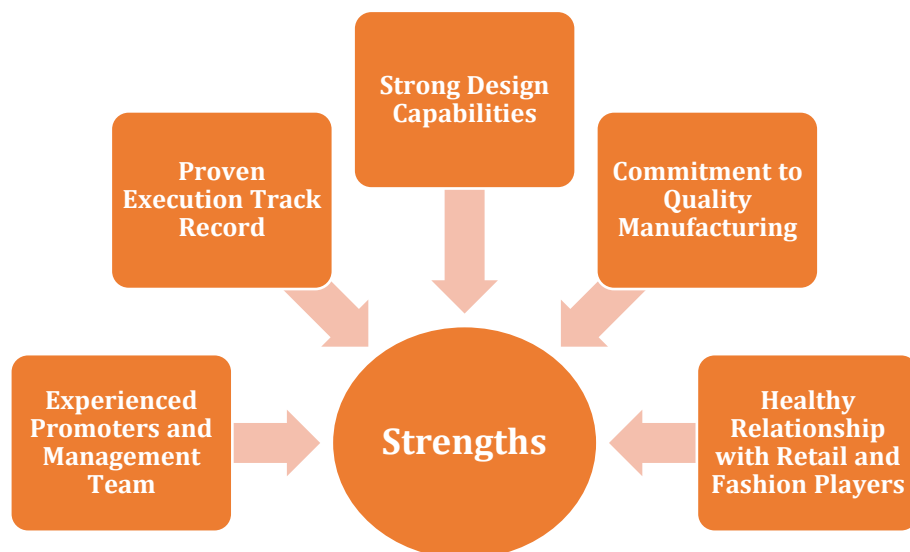 Strong Design
Capabilities
Proven
Execution Track
Record
Commitment to
Quality
Manufacturing
Experienced
Promoters and
Management
Team
Strengths
Healthy
Relationship
with Retail and
Fashion Players